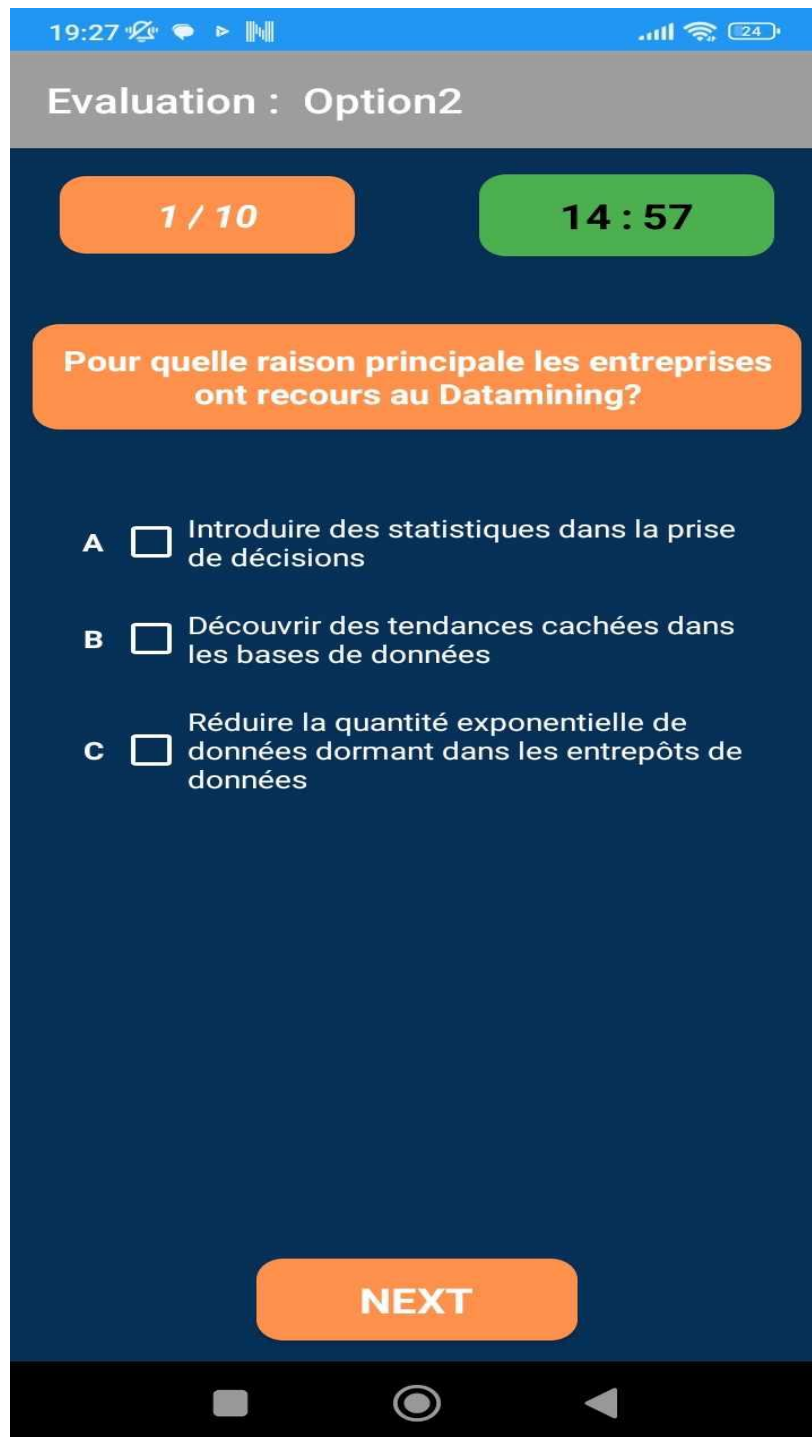 19:27 24
Evaluation : Option2
1 / 10
14 : 57
Pour quelle raison principale les entreprises
ont recours au Datamining?
A Introduire des statistiques dans la prise
de décisions
B Découvrir des tendances cachées dans
les bases de données
C Réduire la quantité exponentielle de
données dormant dans les entrepôts de
données
NEXT